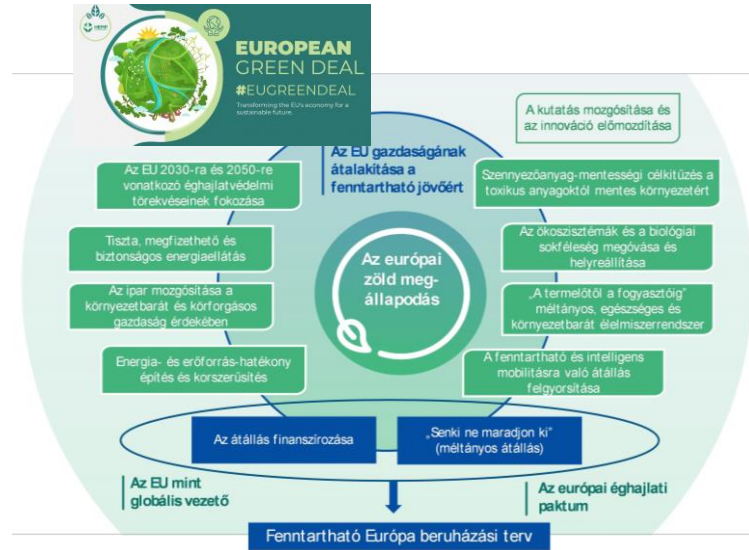 EUROPEAN
GREEN DEAL
#EUGREENDEAL
Transforming the EU's economy for a
sustainable future.
A kutatás mozgósítása és
az innováció előmozdítása
Az EU gazdaságának
átalakítása a
fenntartható jövőért
Az EU 2030-ra és 2050-re
vonatkozó éghajlatvédelmi
törekvéseinek fokozása
Szennyezőanyag-mentességi célkitűzés a
toxikus anyagoktól mentes környezetért
Tiszta, megfizethető és
biztonságos energiaellátás
Az ökoszisztémák és a biológiai
sokféleség megóvása és
helyreállítása
Az európai
zöld meg-
állapodás
Az ipar mozgósítása a
környezetbarát és körforgásos
gazdaság érdekében
„A termelőtől a fogyasztóig”
méltányos, egészséges és
környezetbarát élelmiszerrendszer
Energia- és erőforrás-hatékony
építés és korszerűsítés
A fenntartható és intelligens
mobilitásra való átállás
felgyorsítása
Az átállás finanszírozása
„Senki ne maradjon ki”
(méltányos átállás)
Az EU mint
globális vezető
Az európai éghajlati
paktum
Fenntartható Európa beruházási terv